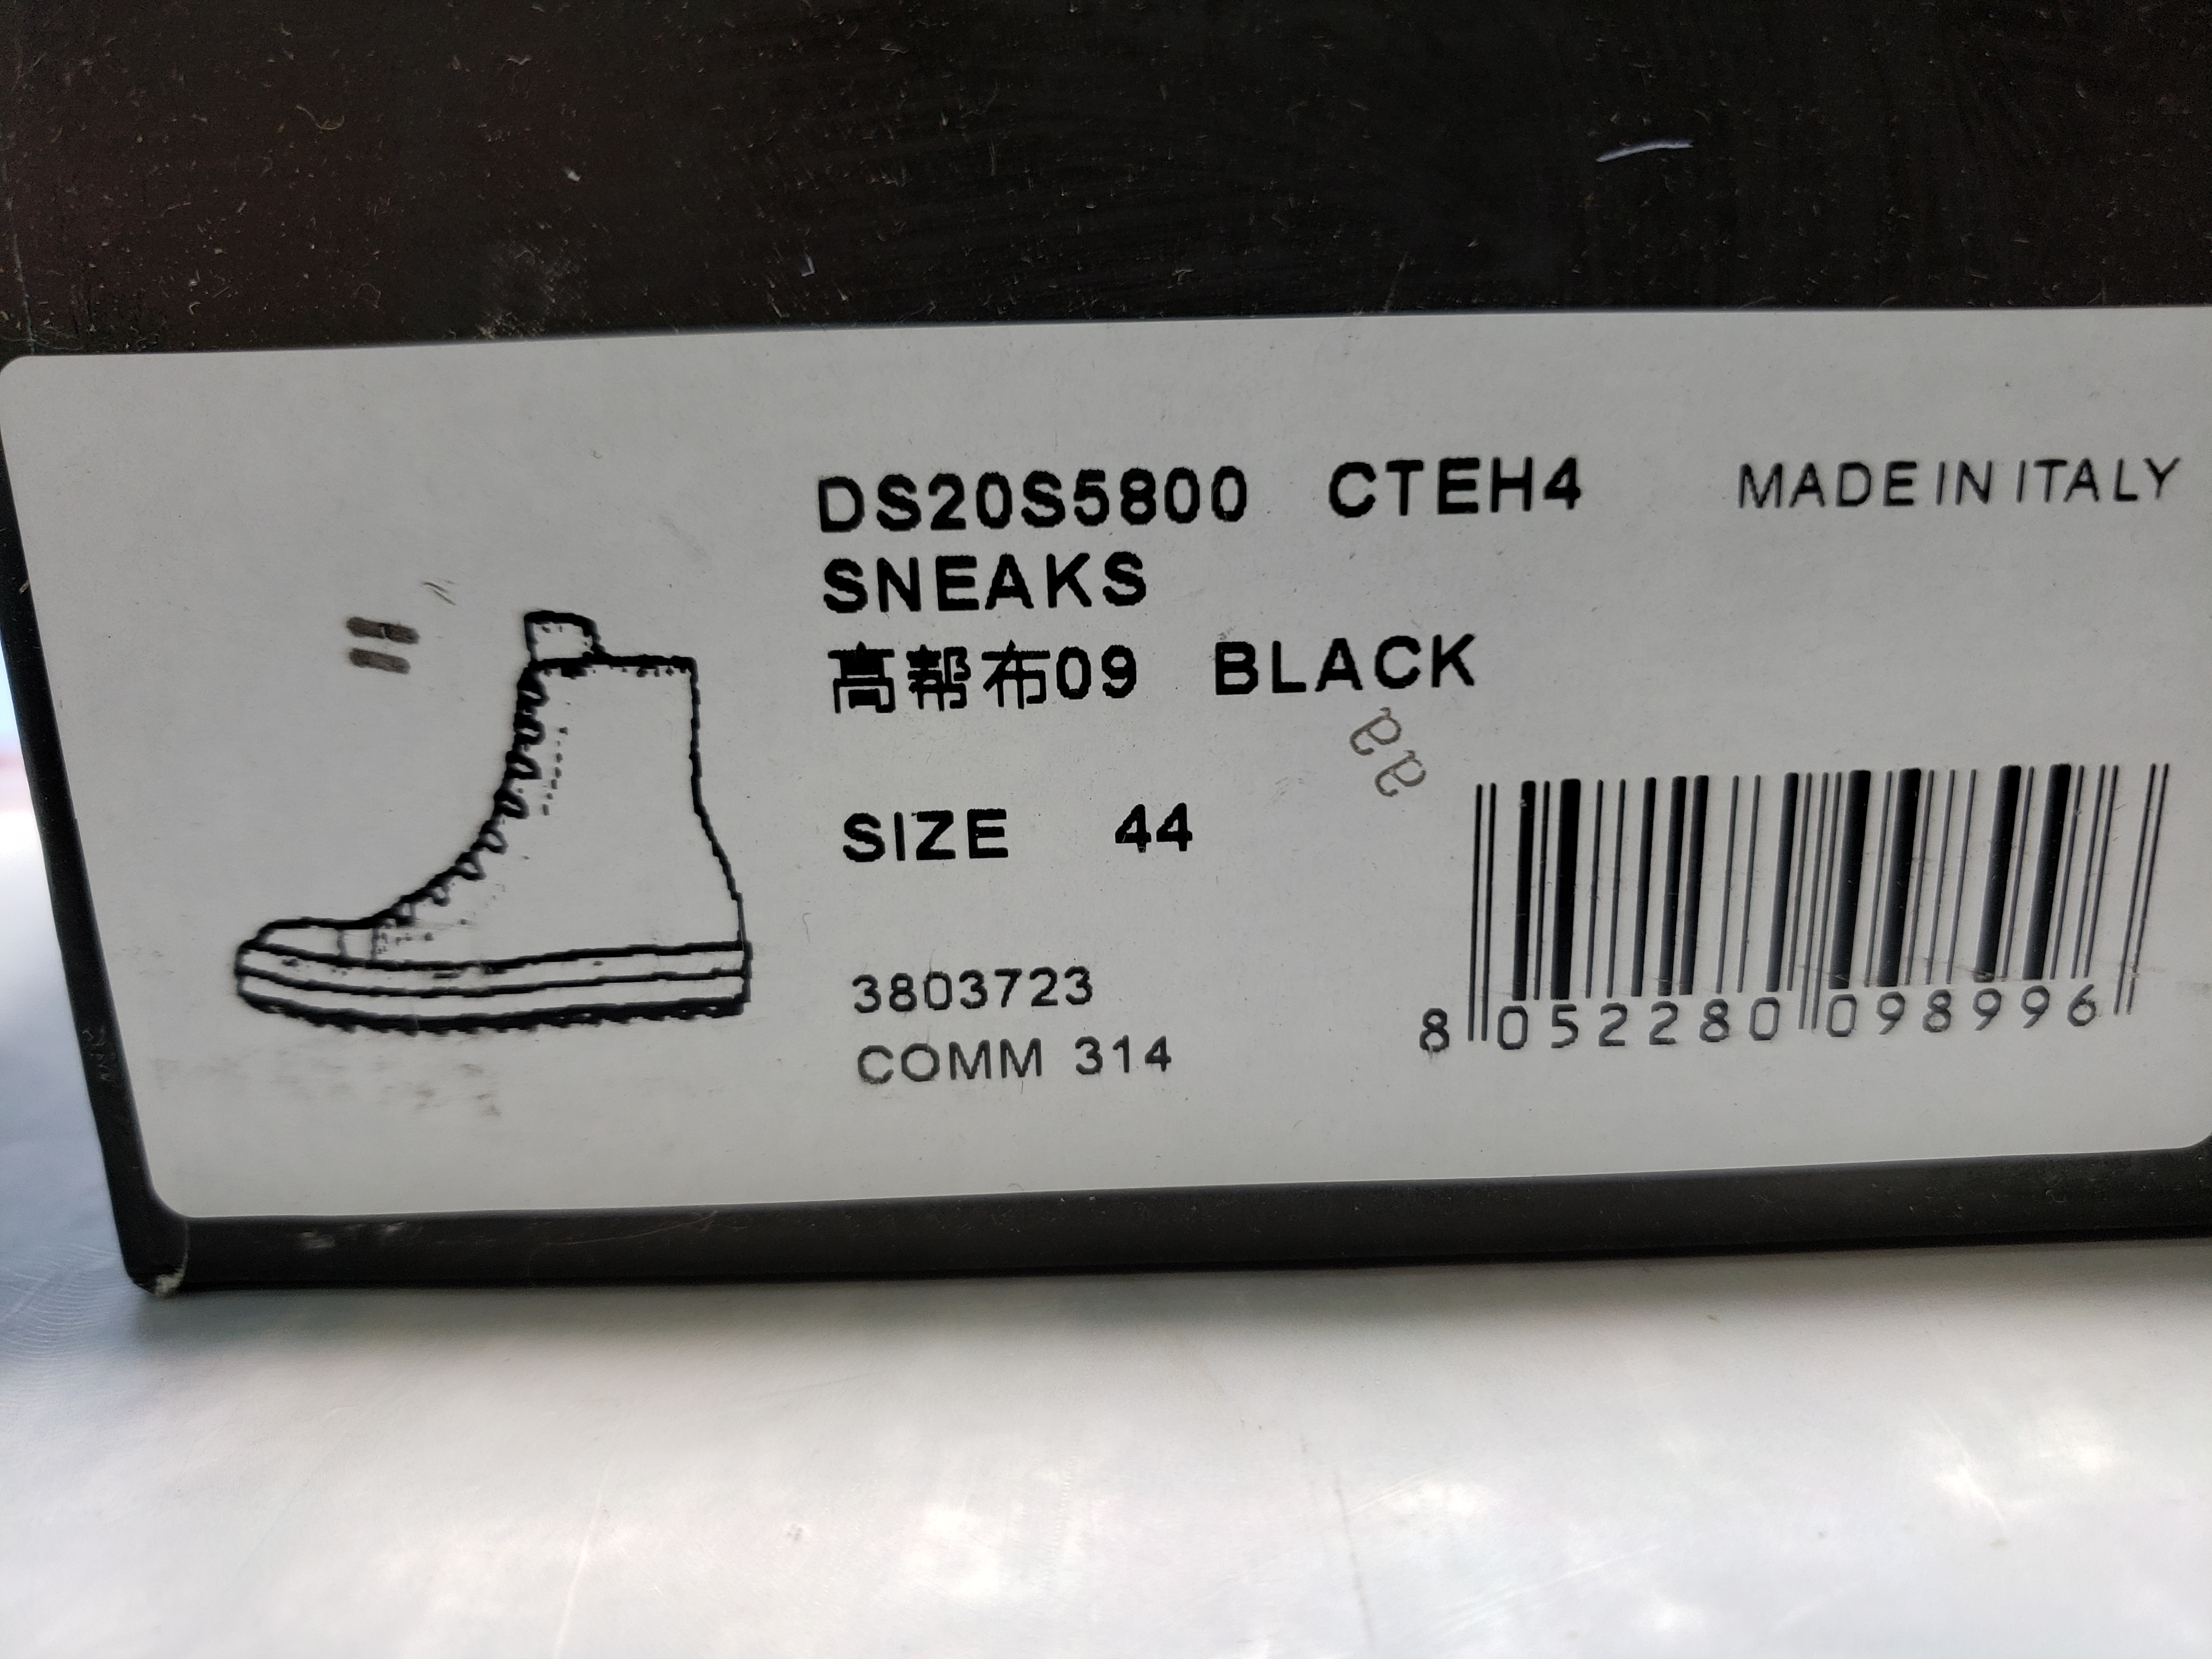 DS20S5800 CTEH4 MADE IN ITALY
SNEAKS
高帮布09 BLACK
SIZE 44
3803723
COMM 314
8 052280 098996